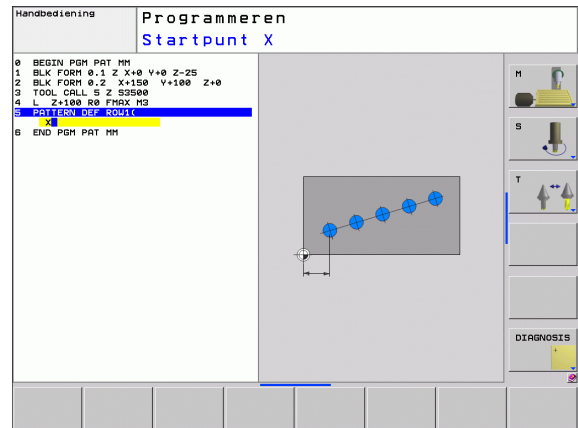 Handbediening
Programmeren
Startpunt X
0 BEGIN PGM PAT MM
1 BLK FORM 0.1 Z X+0 Y+0 Z-25
2 BLK FORM 0.2 X+150 Y+100 Z+0
3 TOOL CALL 5 Z S3500
4 L Z+100 R0 FMAX M3
5 PATTERN DEF ROW1(
X
6 END PGM PAT MM
M
S
T
DIAGNOSIS